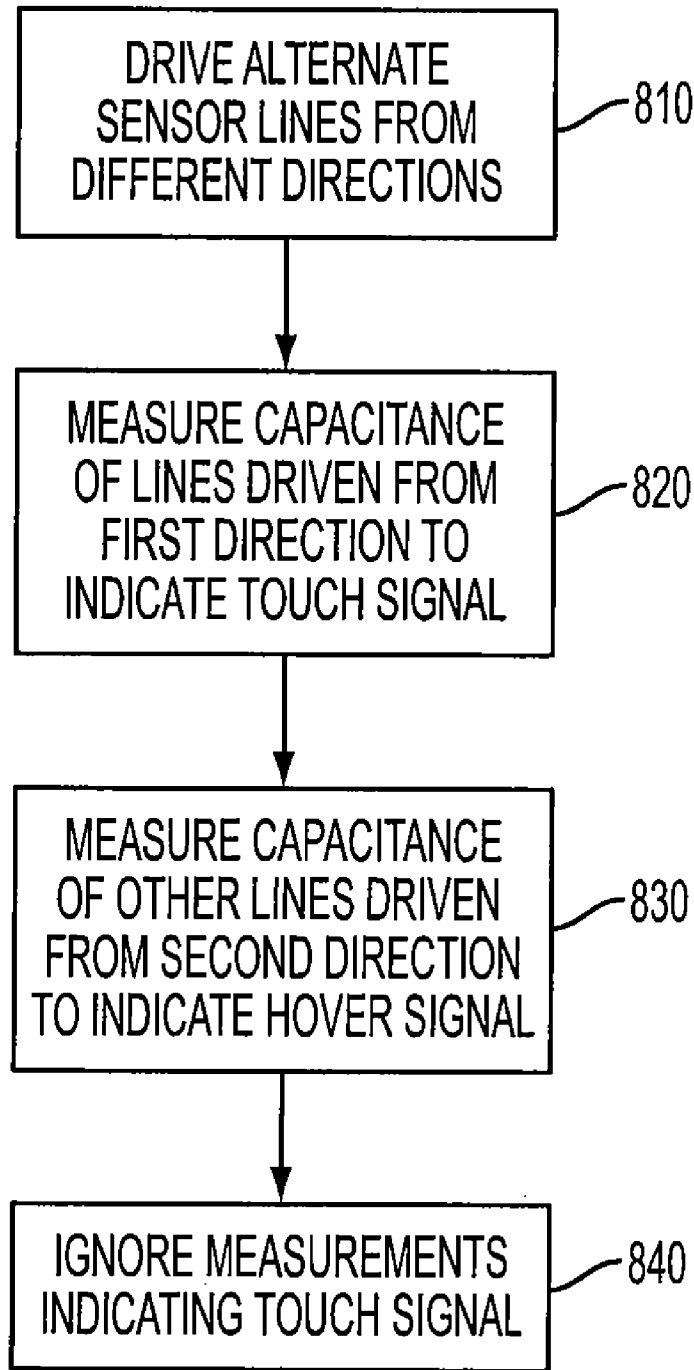 DRIVE ALTERNATE
SENSOR LINES FROM
DIFFERENT DIRECTIONS
810
MEASURE CAPACITANCE
OF LINES DRIVEN FROM
FIRST DIRECTION TO
INDICATE TOUCH SIGNAL
820
MEASURE CAPACITANCE
OF OTHER LINES DRIVEN
FROM SECOND DIRECTION
TO INDICATE HOVER SIGNAL
830
IGNORE MEASUREMENTS
INDICATING TOUCH SIGNAL
840